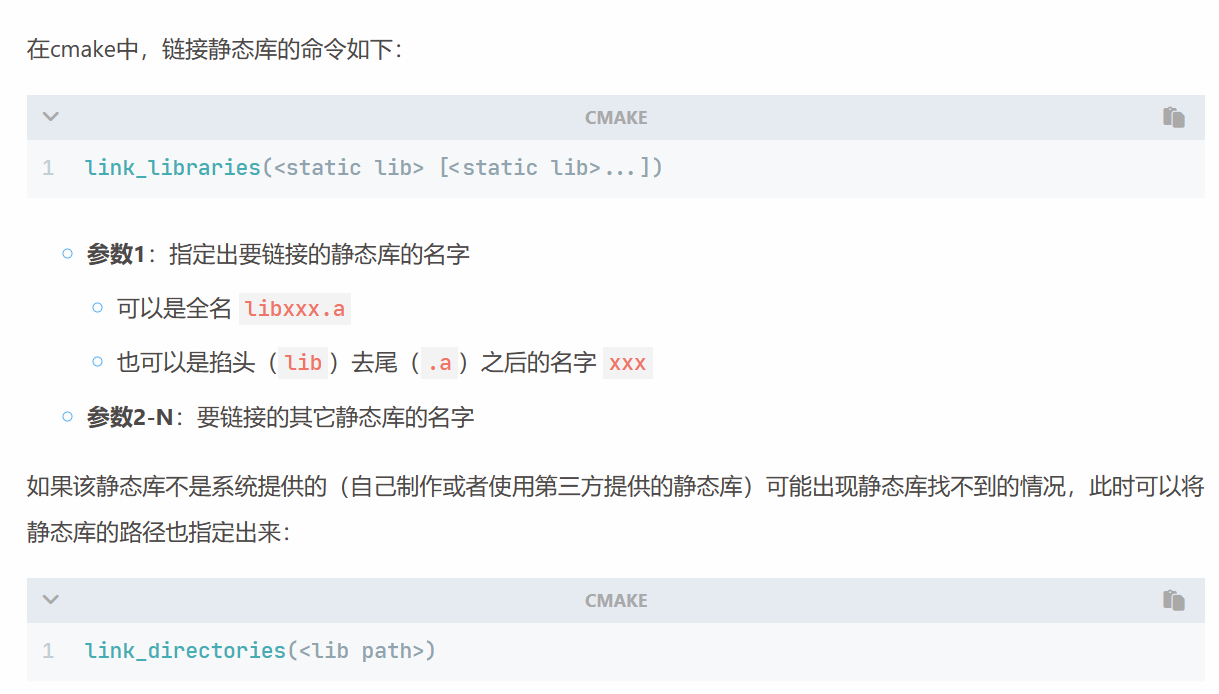 在cmake中，链接静态库的命令如下：
CMAKE
1 link_libraries(<static lib> [<static lib>...])
参数1：指定出要链接的静态库的名字
可以是全名 libxxx.a
也可以是掐头（lib）去尾（.a）之后的名字 xxx
参数2-N：要链接的其它静态库的名字
如果该静态库不是系统提供的（自己制作或者使用第三方提供的静态库）可能出现静态库找不到的情况，此时可以将
静态库的路径也指定出来：
CMAKE
1 link_directories(<lib path>)